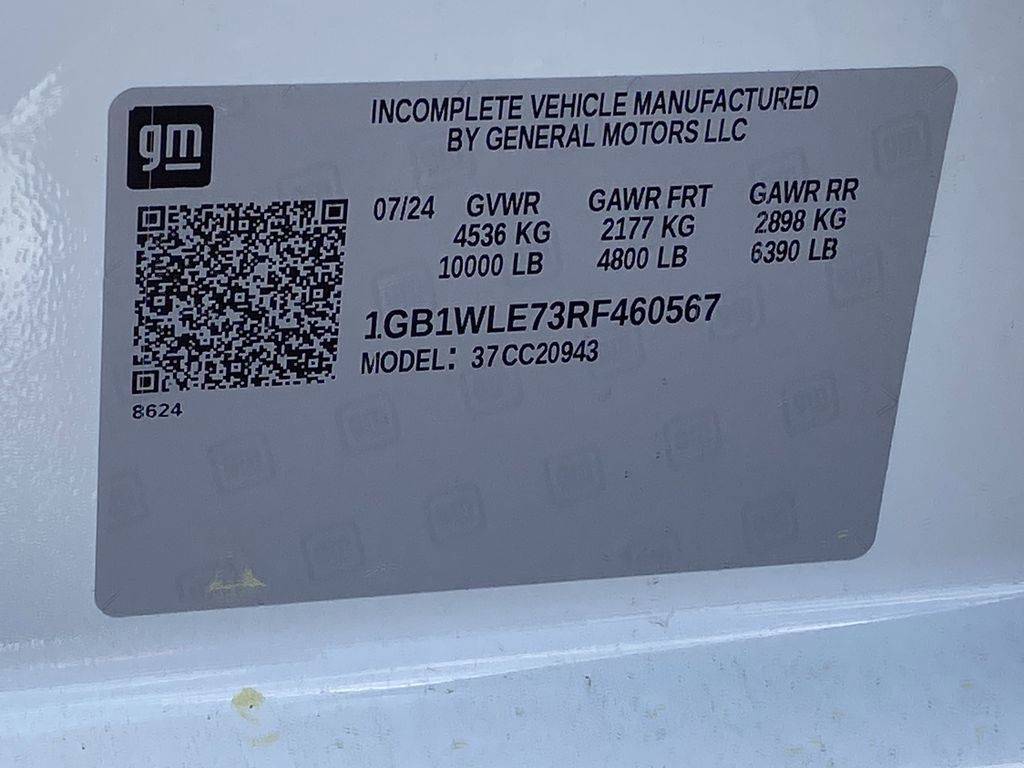 gm
INCOMPLETE VEHICLE MANUFACTURED
BY GENERAL MOTORS LLC
07/24 GVWR GAWR FRT GAWR RR
4536 KG 2177 KG 2898 KG
10000 LB 4800 LB 6390 LB
1GB1WLE73RF460567
MODEL: 37CC20943
8624